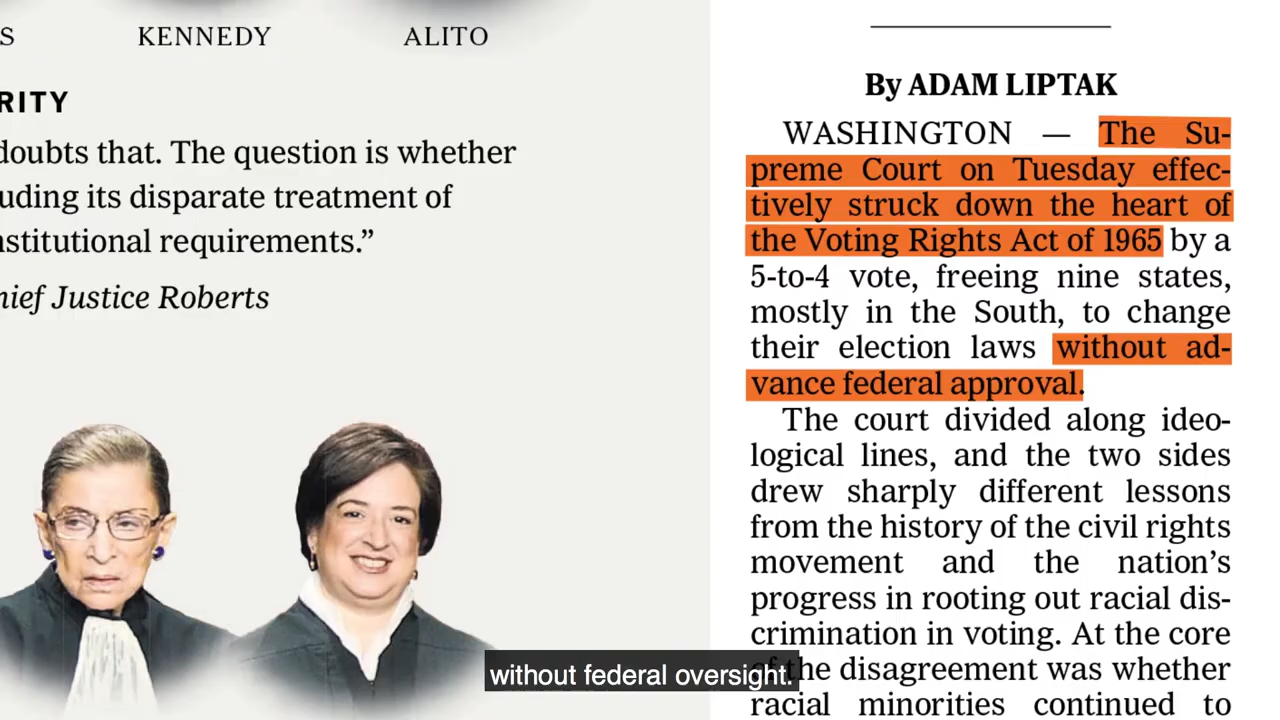 S KENNEDY ALITO
RITY
doubts that. The question is whether
uding its disparate treatment of
nstitutional requirements.”
hief Justice Roberts
By ADAM LIPTAK
WASHINGTON — The Su-
preme Court on Tuesday effec-
tively struck down the heart of
the Voting Rights Act of 1965 by a
5-to-4 vote, freeing nine states,
mostly in the South, to change
their election laws without ad-
vance federal approval.
The court divided along ideo-
logical lines, and the two sides
drew sharply different lessons
from the history of the civil rights
movement and the nation’s
progress in rooting out racial dis-
crimination in voting. At the core
of the disagreement was whether
racial minorities continued to
without federal oversight.